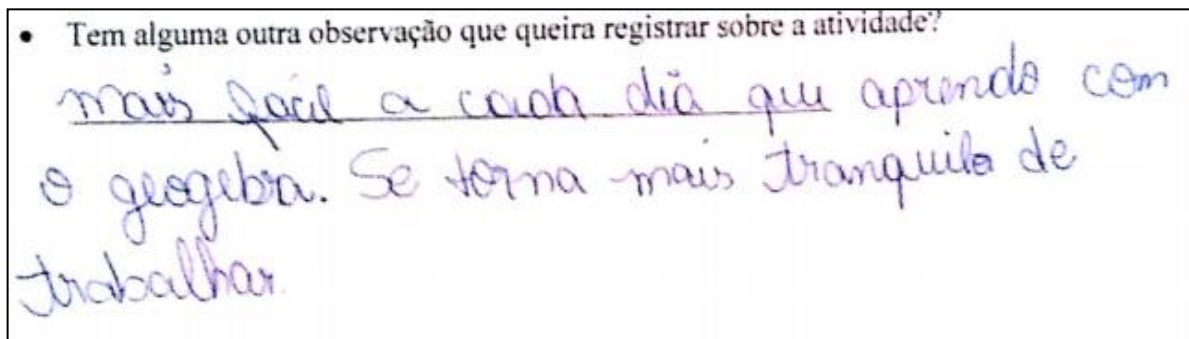 • Tem alguma outra observação que queira registrar sobre a atividade?
mais facil a cada dia que aprendo com
o geogebra. Se torna mais tranquilo de
trabalhar.